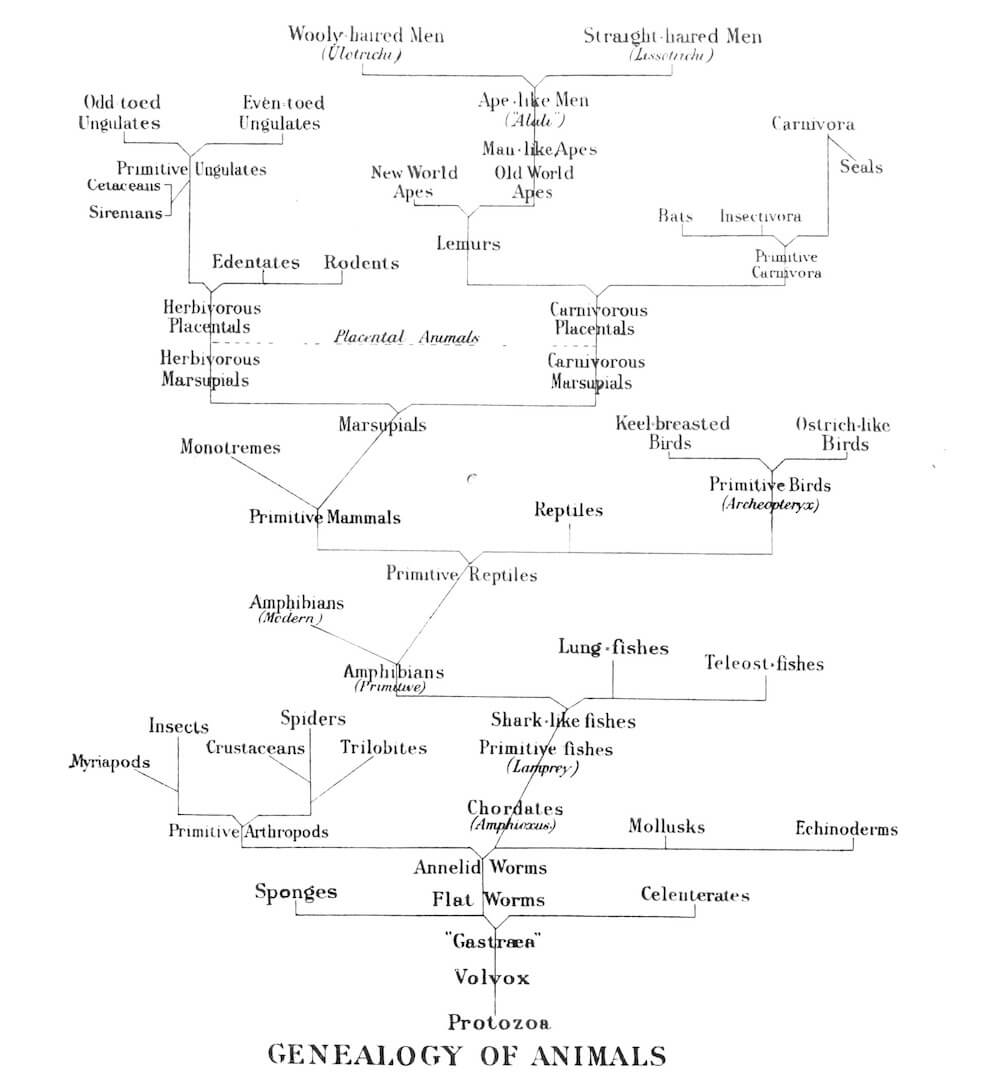 Wooly-haired Men
(Ulotrichi)
Straight-haired Men
(Lissotrichi)
Odd toed
Ungulates
Even-toed
Ungulates
Ape-like Men
("Alali")
Carnivora
Seals
Man-like Apes
Primitive Ungulates
Cetaceans
Sirenians
New World
Apes
Old World
Apes
Bats
Insectivora
Lemurs
Primitive
Carnivora
Edentates
Rodents
Herbivorous
Placentals
Carnivorous
Placentals
Placental Animals
Herbivorous
Marsupials
Carnivorous
Marsupials
Marsupials
Monotremes
Keel-breasted
Birds
Ostrich-like
Birds
Primitive Birds
(Archeopteryx)
Primitive Mammals
Reptiles
Primitive Reptiles
Amphibians
(Modern)
Lung-fishes
Teleost-fishes
Amphibians
(Primitive)
Shark-like fishes
Insects
Spiders
Myriapods
Crustaceans
Trilobites
Primitive fishes
(Lamprey)
Chordates
(Amphioxus)
Mollusks
Echinoderms
Primitive Arthropods
Annelid Worms
Sponges
Flat Worms
Celenterates
"Gastræa"
Volvox
Protozoa
GENEALOGY OF ANIMALS